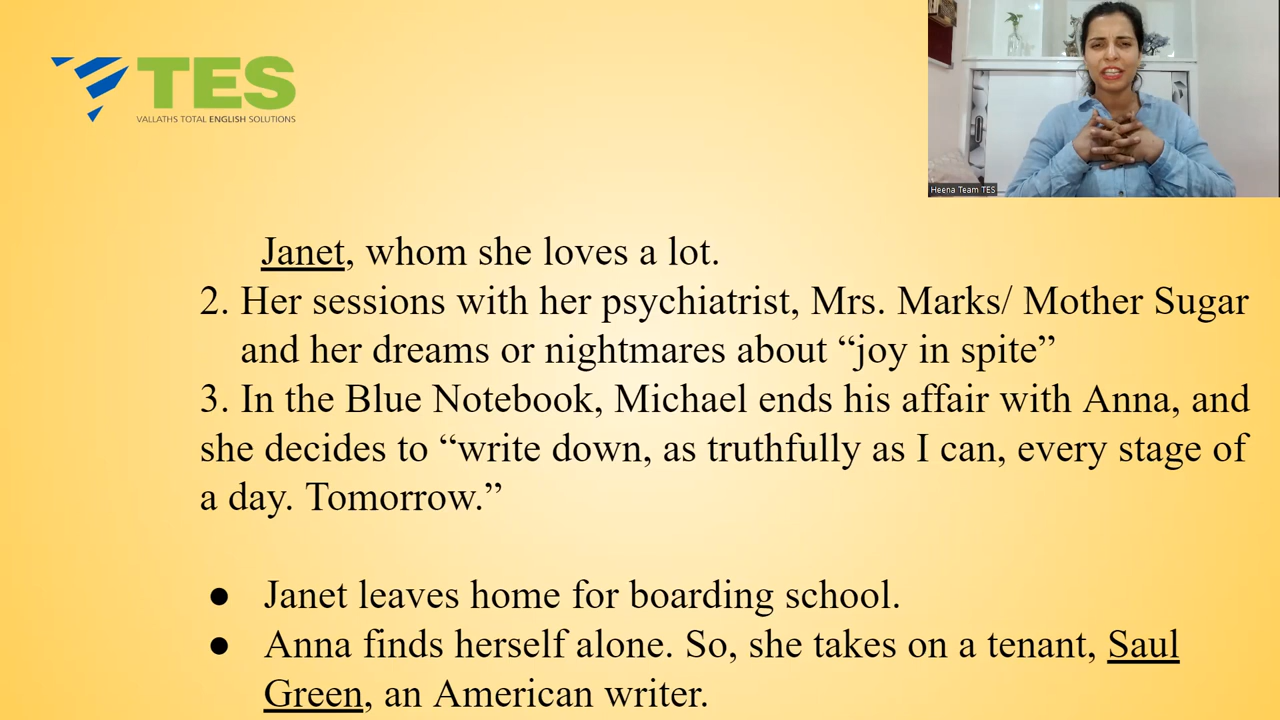 TES
VALLATHS TOTAL ENGLISH SOLUTIONS
Heena Team TES
Janet, whom she loves a lot.
2. Her sessions with her psychiatrist, Mrs. Marks/ Mother Sugar
and her dreams or nightmares about “joy in spite”
3. In the Blue Notebook, Michael ends his affair with Anna, and
she decides to “write down, as truthfully as I can, every stage of
a day. Tomorrow.”
● Janet leaves home for boarding school.
● Anna finds herself alone. So, she takes on a tenant, Saul
Green, an American writer.